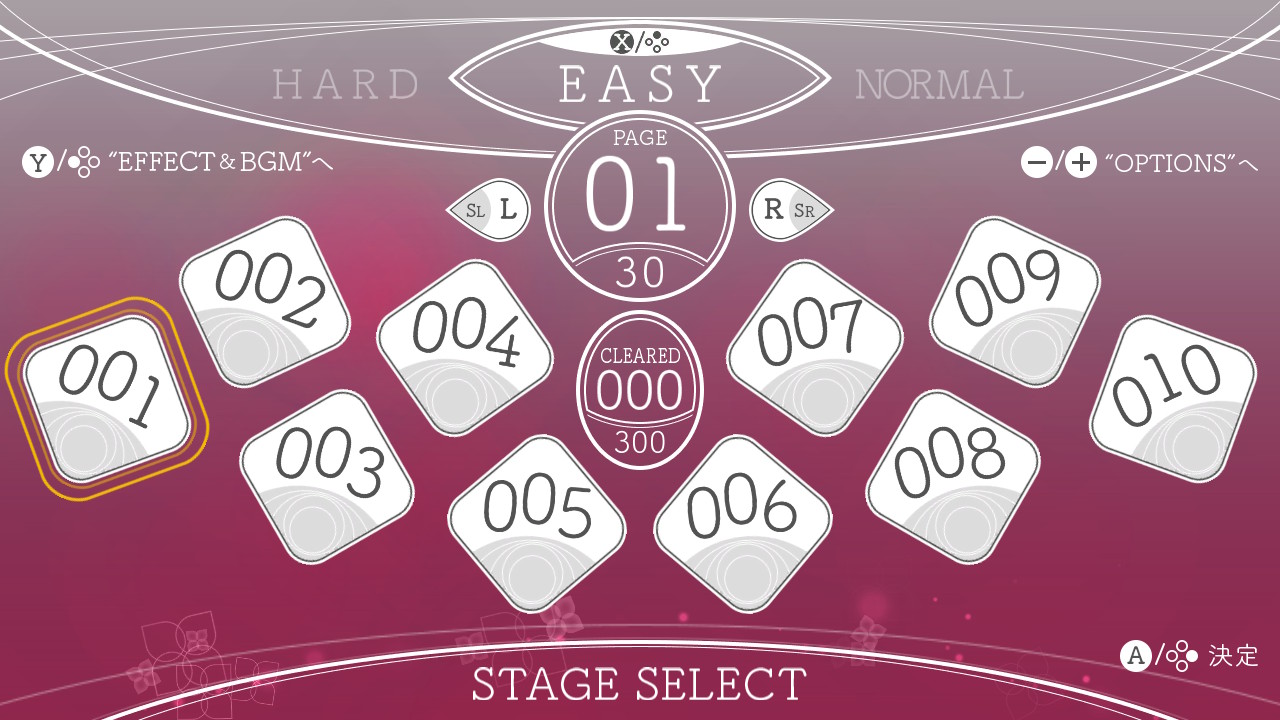 X/
HARD
EASY
NORMAL
PAGE
01
30
Y/ "EFFECT & BGM"へ
−/+ "OPTIONS"へ
SL L
R SR
001
002
003
004
005
CLEARED
000
300
006
007
008
009
010
A/ 決定
STAGE SELECT